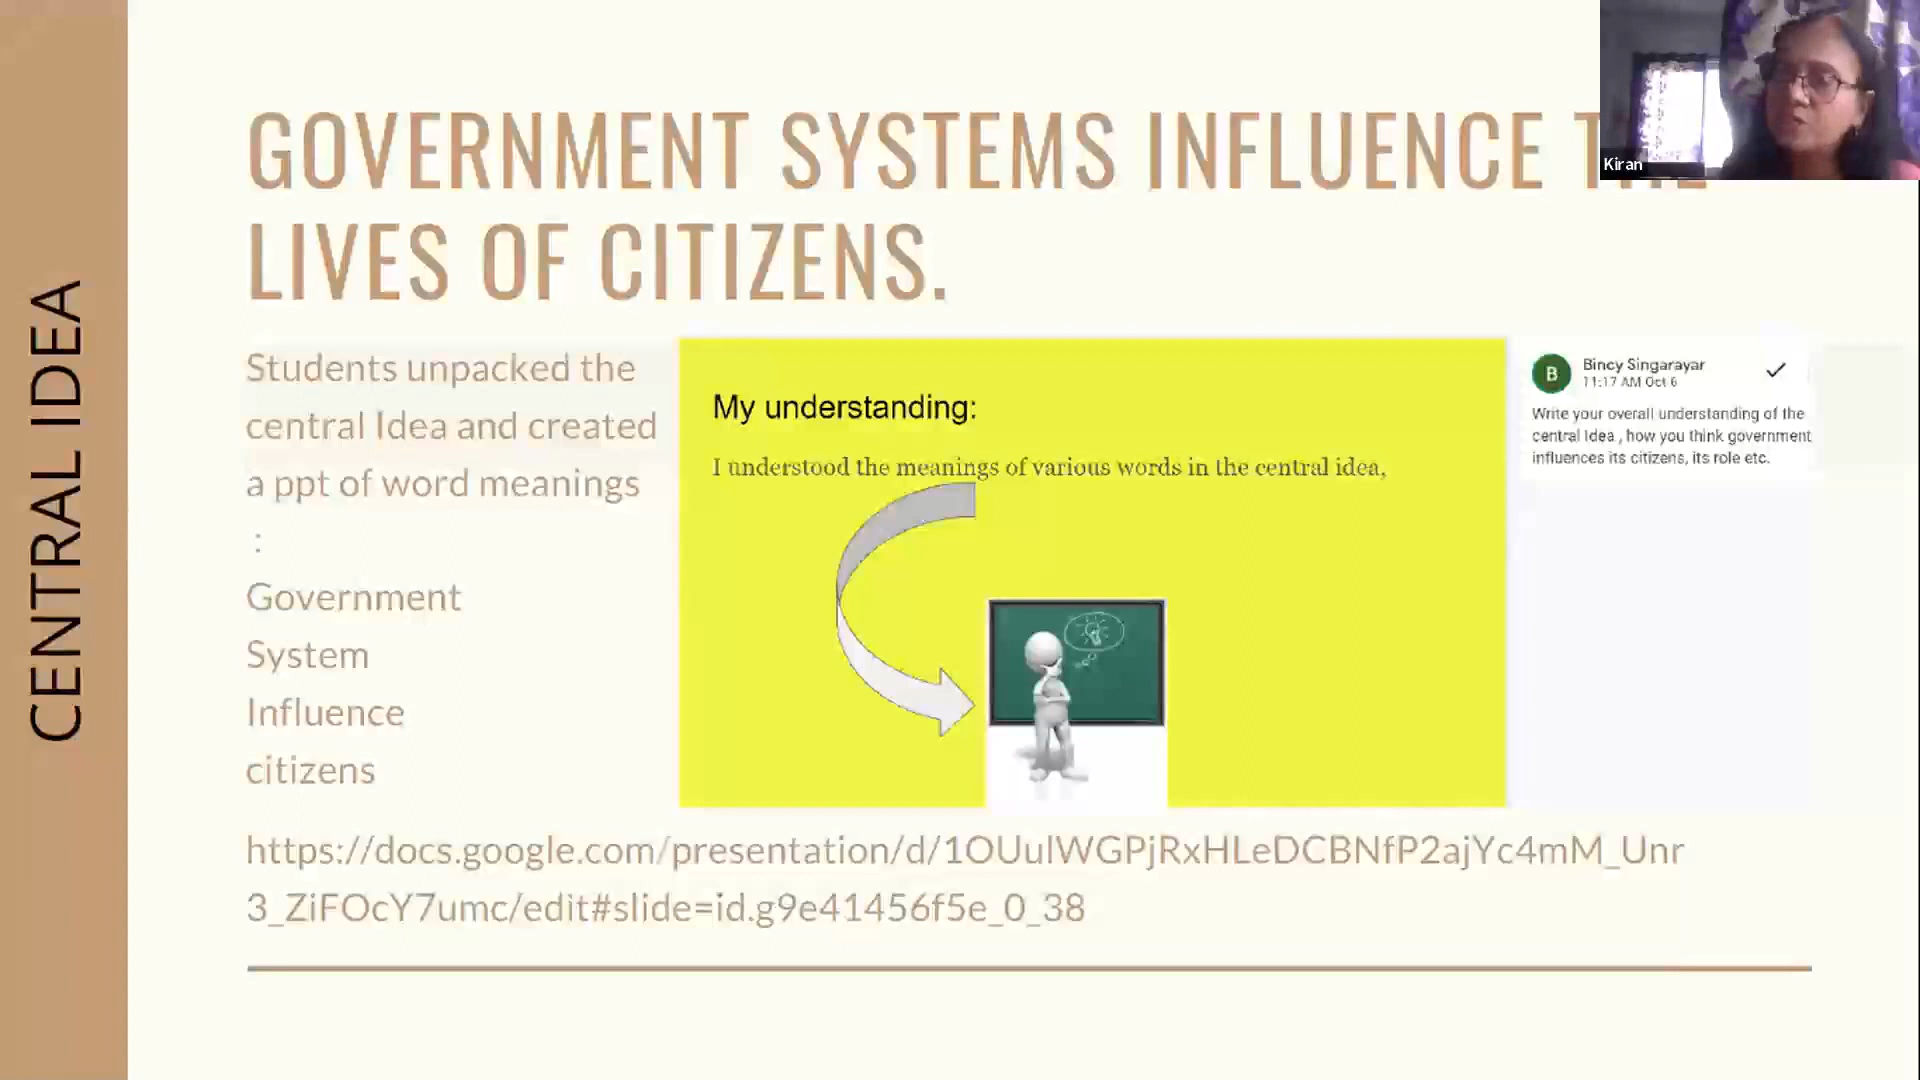 CENTRAL IDEA
GOVERNMENT SYSTEMS INFLUENCE
LIVES OF CITIZENS.
Kiran
Students unpacked the
central Idea and created
a ppt of word meanings
:
Government
System
Influence
citizens
My understanding:
I understood the meanings of various words in the central idea,
B
Bincy Singarayar
11:17 AM Oct 6
Write your overall understanding of the
central Idea , how you think government
influences its citizens, its role etc.
https://docs.google.com/presentation/d/1OUuIWGPjRxHLeDCBNfP2ajYc4mM_Unr
3_ZiFOcY7umc/edit#slide=id.g9e41456f5e_0_38